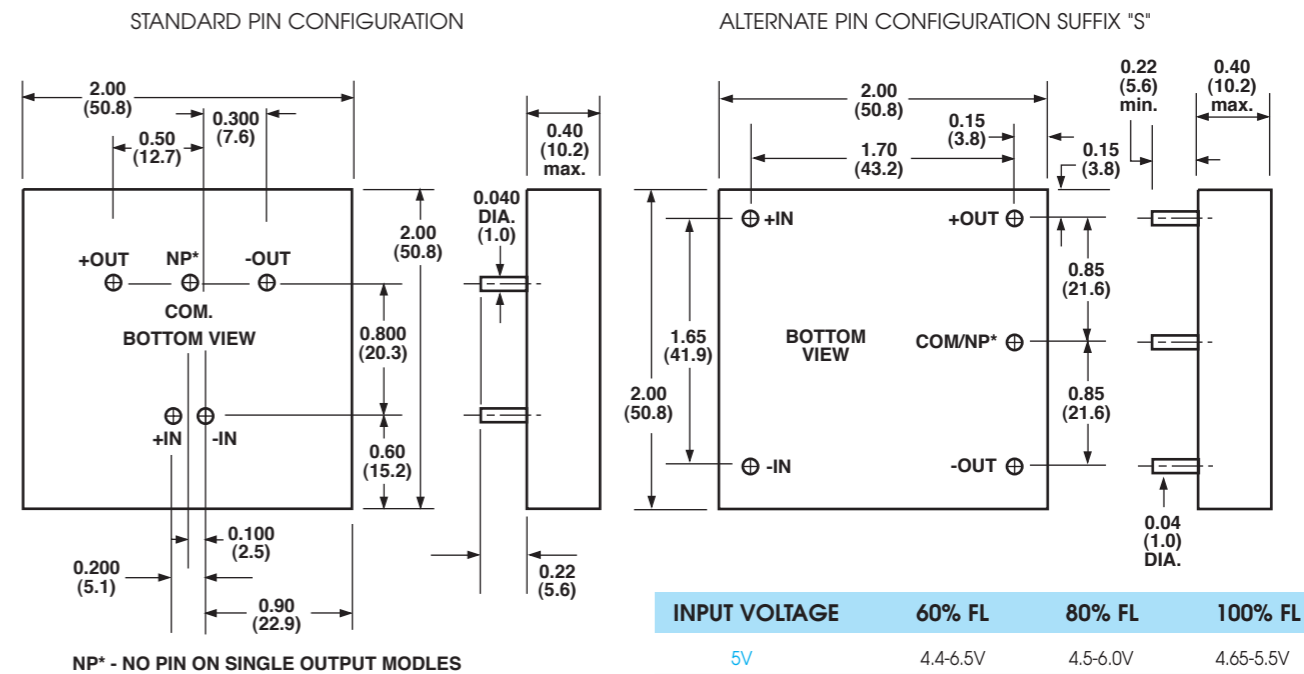 STANDARD PIN CONFIGURATION
2.00
(50.8)
0.300
(7.6)
0.50
(12.7)
0.40
(10.2)
max.
0.040
DIA.
(1.0)
2.00
(50.8)
+OUT NP* -OUT
COM.
BOTTOM VIEW
0.800
(20.3)
+IN -IN
0.60
(15.2)
0.100
(2.5)
0.200
(5.1)
0.90
(22.9)
0.22
(5.6)
NP* - NO PIN ON SINGLE OUTPUT MODLES
ALTERNATE PIN CONFIGURATION SUFFIX "S"
2.00
(50.8)
0.22
(5.6)
min.
0.40
(10.2)
max.
0.15
(3.8)
1.70
(43.2)
0.15
(3.8)
+IN +OUT
0.85
(21.6)
1.65
(41.9)
BOTTOM
VIEW
COM/NP*
2.00
(50.8)
0.85
(21.6)
-IN -OUT
0.04
(1.0)
DIA.
INPUT VOLTAGE 60% FL 80% FL 100% FL
5V 4.4-6.5V 4.5-6.0V 4.65-5.5V